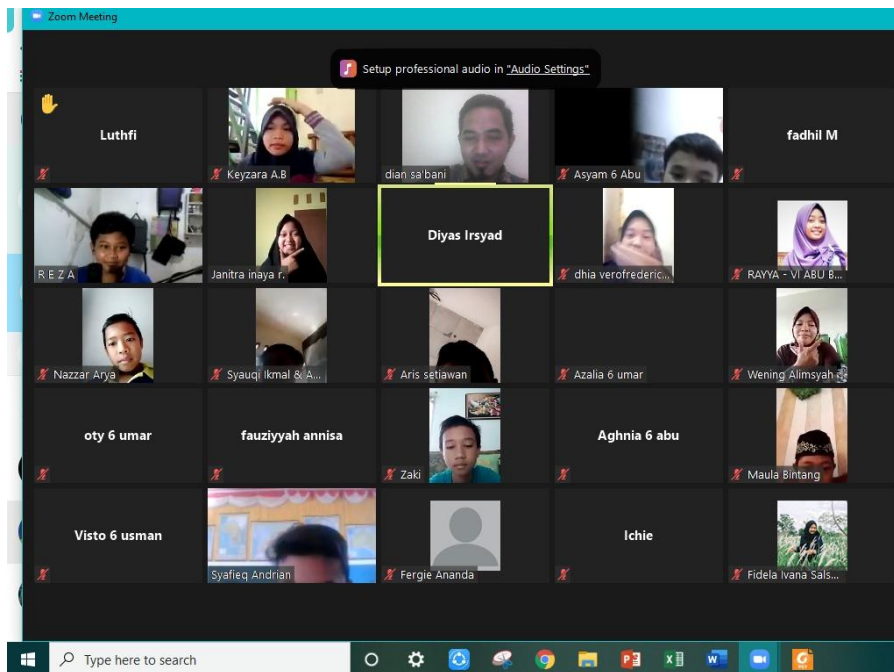 Zoom Meeting
Setup professional audio in "Audio Settings"
Luthfi
Keyzara A.B
dian sa'bani
Asyam 6 Abu
fadhil M
R E Z A
Janitra inaya r.
Diyas Irsyad
dhia verofrederic...
RAYYA - VI ABU B...
Nazzar Arya
Syauqi Ikmal & A...
Aris setiawan
Azalia 6 umar
Wening Alimsyah
oty 6 umar
fauziyyah annisa
Zaki
Aghnia 6 abu
Maula Bintang
Visto 6 usman
Syafieq Andrian
Fergie Ananda
Ichie
Fidela Ivana Sals...
Type here to search